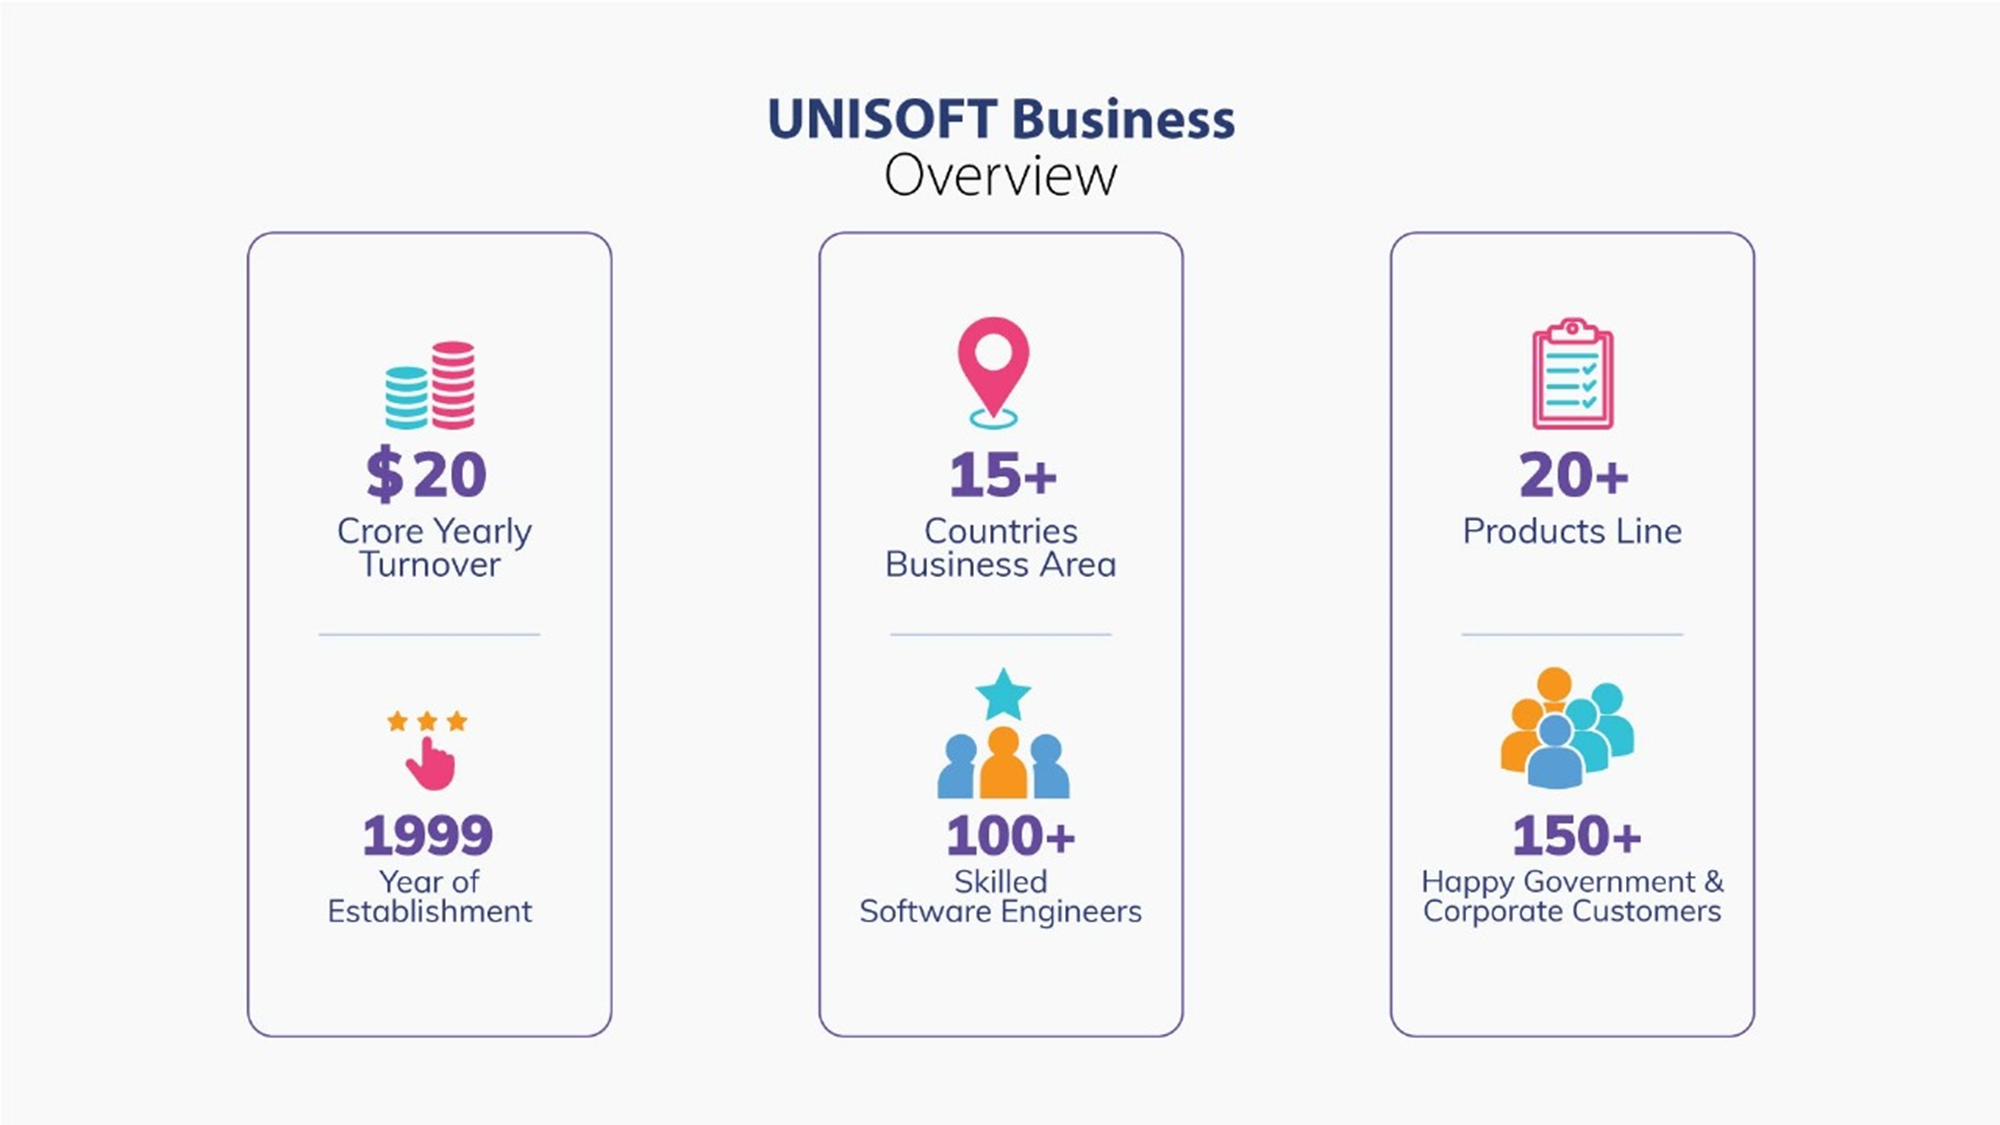 UNISOFT Business
Overview
$20
Crore Yearly
Turnover
1999
Year of
Establishment
15+
Countries
Business Area
100+
Skilled
Software Engineers
20+
Products Line
150+
Happy Government &
Corporate Customers